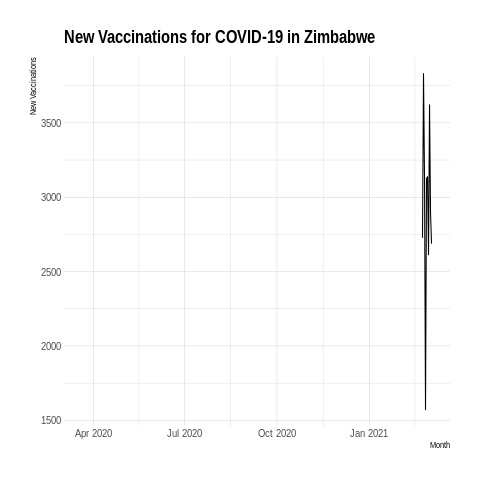 New Vaccinations for COVID-19 in Zimbabwe
New Vaccinations
3500
3000
2500
2000
1500
Apr 2020
Jul 2020
Oct 2020
Jan 2021
Month